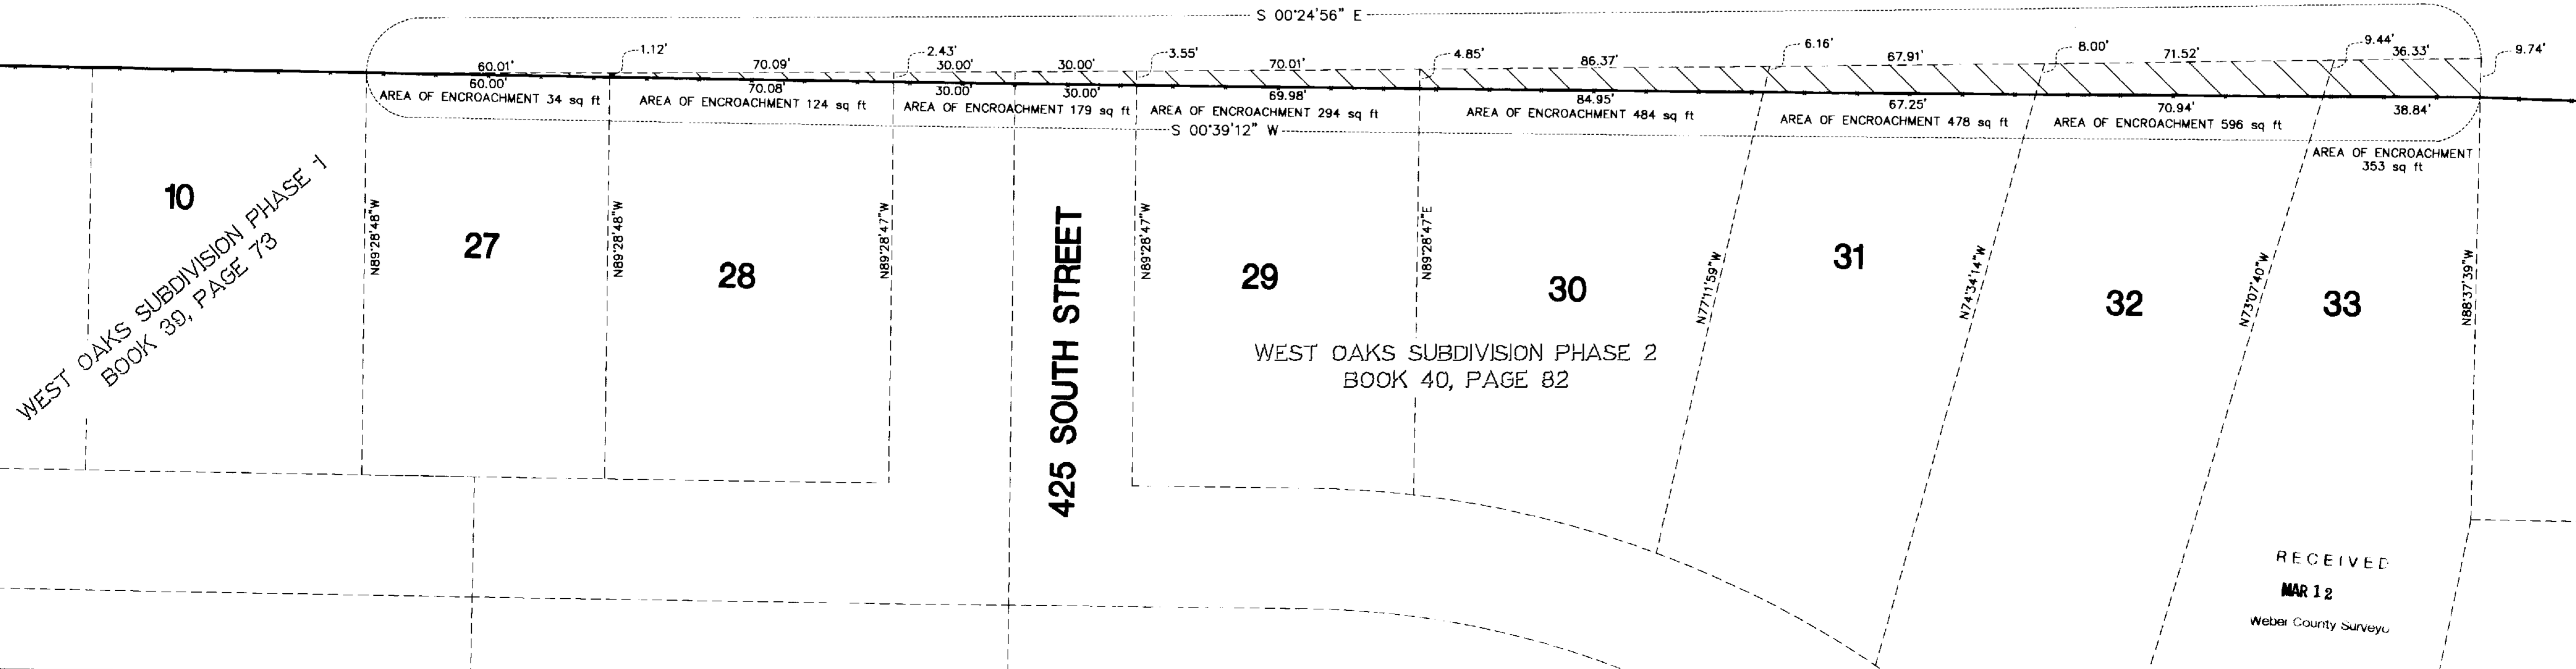 S 00°24'56" E
1.12'
2.43'
3.55'
4.85'
6.16'
8.00'
9.44'
9.74'
60.01'
70.09'
30.00'
30.00'
70.01'
86.37'
67.91'
71.52'
36.33'
60.00'
70.08'
30.00'
30.00'
69.98'
84.95'
67.25'
70.94'
38.84'
AREA OF ENCROACHMENT 34 sq ft
AREA OF ENCROACHMENT 124 sq ft
AREA OF ENCROACHMENT 179 sq ft
AREA OF ENCROACHMENT 294 sq ft
AREA OF ENCROACHMENT 484 sq ft
AREA OF ENCROACHMENT 478 sq ft
AREA OF ENCROACHMENT 596 sq ft
AREA OF ENCROACHMENT
353 sq ft
S 00°39'12" W
10
WEST OAKS SUBDIVISION PHASE 1
BOOK 39, PAGE 73
N89°28'48"W
27
N89°28'48"W
28
N89°28'47"W
425 SOUTH STREET
N89°28'47"W
29
N89°28'47"E
30
N77°11'59"W
31
N74°34'14"W
32
N73°07'40"W
33
N88°37'39"W
WEST OAKS SUBDIVISION PHASE 2
BOOK 40, PAGE 82
RECEIVED
MAR 12
Weber County Surveyo